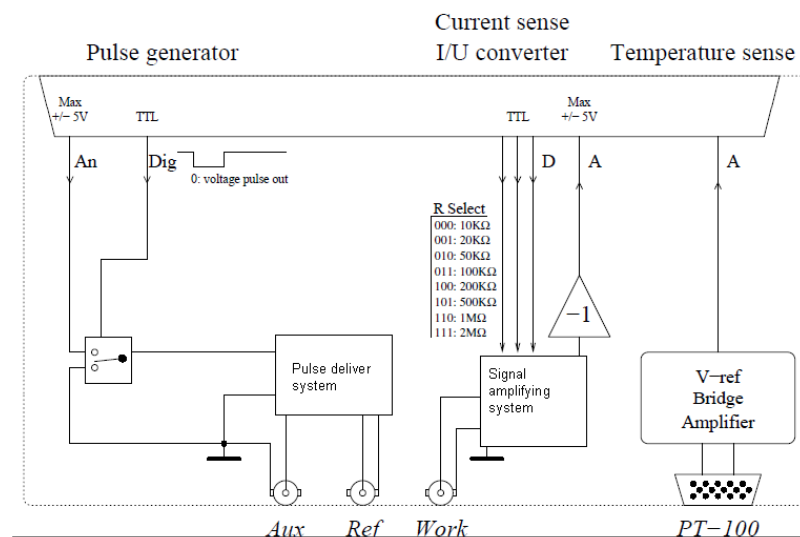 Current sense
Pulse generator
I/U converter
Temperature sense
Max
+/− 5V
TTL
TTL
Max
+/− 5V
An
Dig
0: voltage pulse out
D
A
A
R Select
000: 10KΩ
001: 20KΩ
010: 50KΩ
011: 100KΩ
100: 200KΩ
101: 500KΩ
110: 1MΩ
111: 2MΩ
−1
Pulse deliver
system
Signal
amplifying
system
V−ref
Bridge
Amplifier
Aux
Ref
Work
PT−100